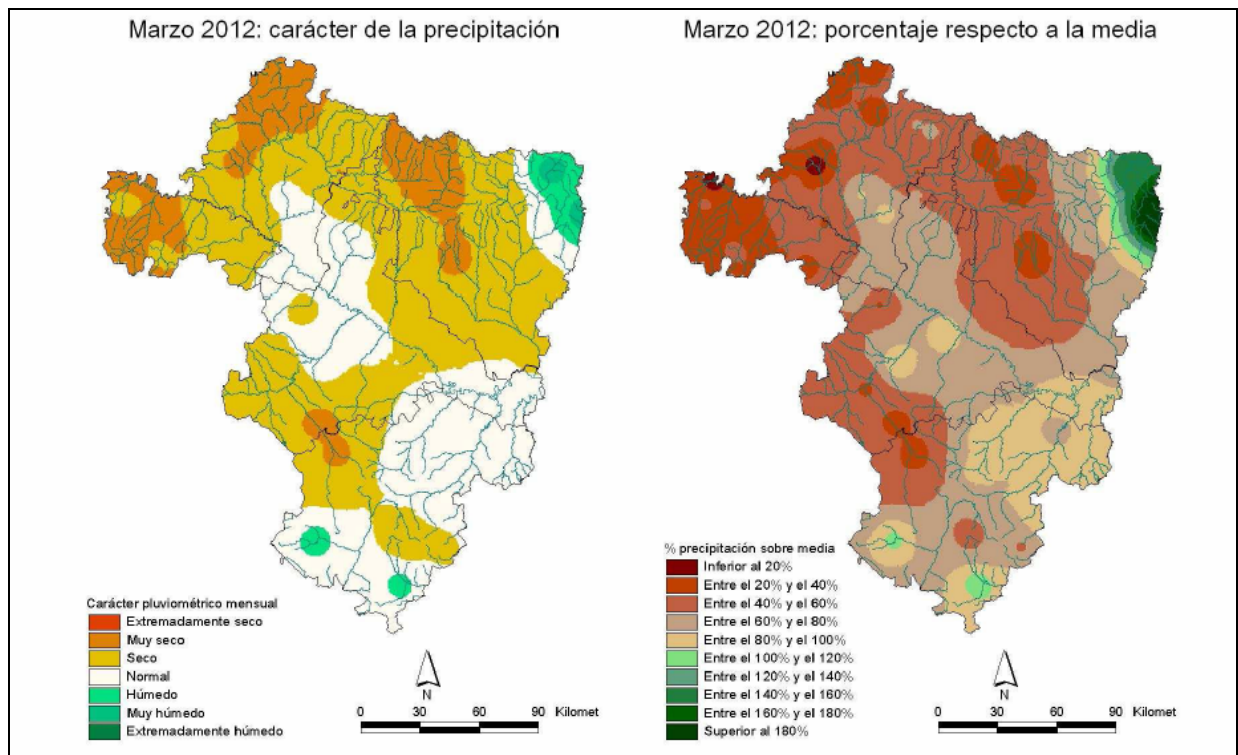 Marzo 2012: carácter de la precipitación
Carácter pluviométrico mensual
Extremadamente seco
Muy seco
Seco
Normal
Húmedo
Muy húmedo
Extremadamente húmedo
N
0 30 60 90 Kilomet
Marzo 2012: porcentaje respecto a la media
% precipitación sobre media
Inferior al 20%
Entre el 20% y el 40%
Entre el 40% y el 60%
Entre el 60% y el 80%
Entre el 80% y el 100%
Entre el 100% y el 120%
Entre el 120% y el 140%
Entre el 140% y el 160%
Entre el 160% y el 180%
Superior al 180%
N
0 30 60 90 Kilomet